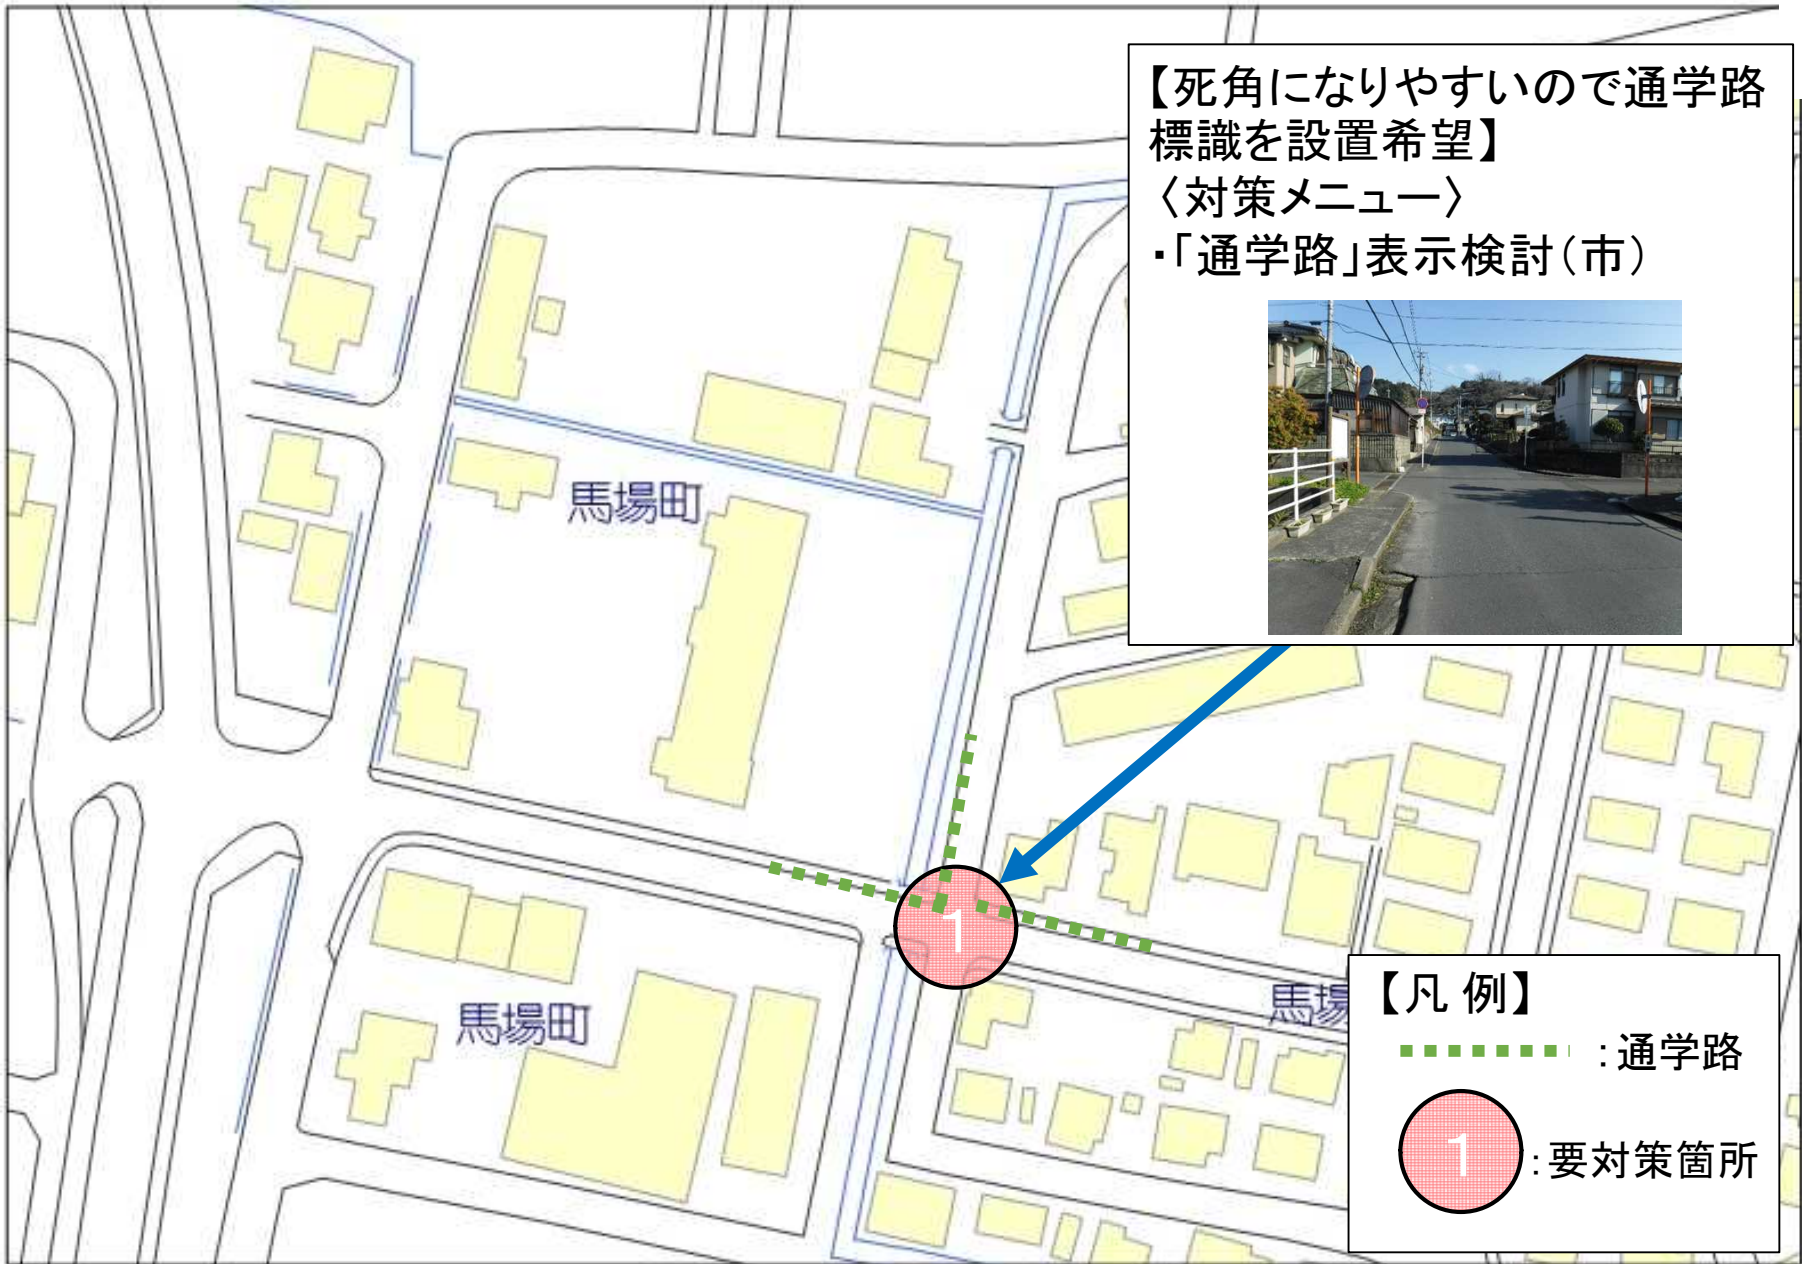 【死角になりやすいので通学路
標識を設置希望】
〈対策メニュー〉
・「通学路」表示検討（市）
馬場町
1
馬場町
馬場
【凡 例】
：通学路
1
：要対策箇所